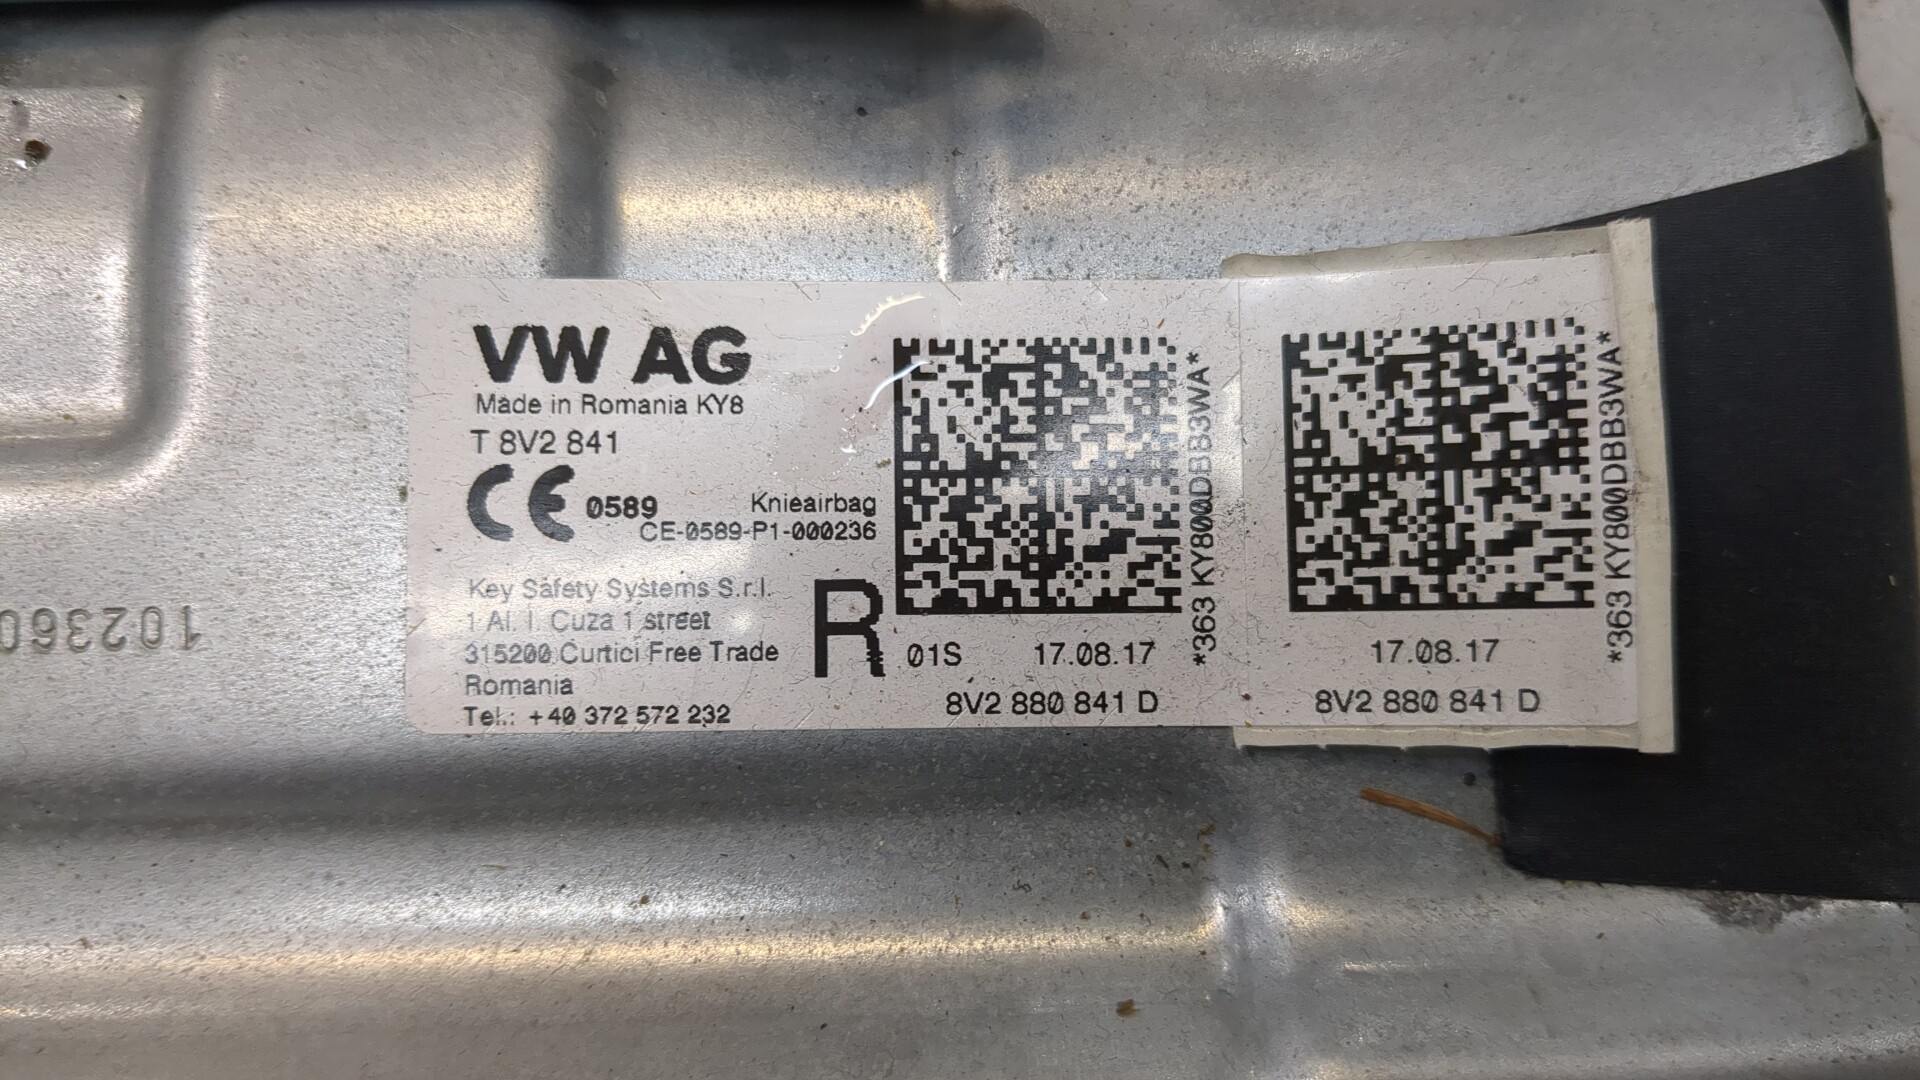 VW AG
Made in Romania KY8
T 8V2 841
CE 0589
Knieairbag
CE-0589-P1-000236
Key Safety Systems S.r.l.
1 Al. I. Cuza 1 street
315200 Curtici Free Trade
Romania
Tel.: +40 372 572 232
R
01S 17.08.17
8V2 880 841 D
*363 KY800DBB3WA*
17.08.17
8V2 880 841 D
*363 KY800DBB3WA*
102360